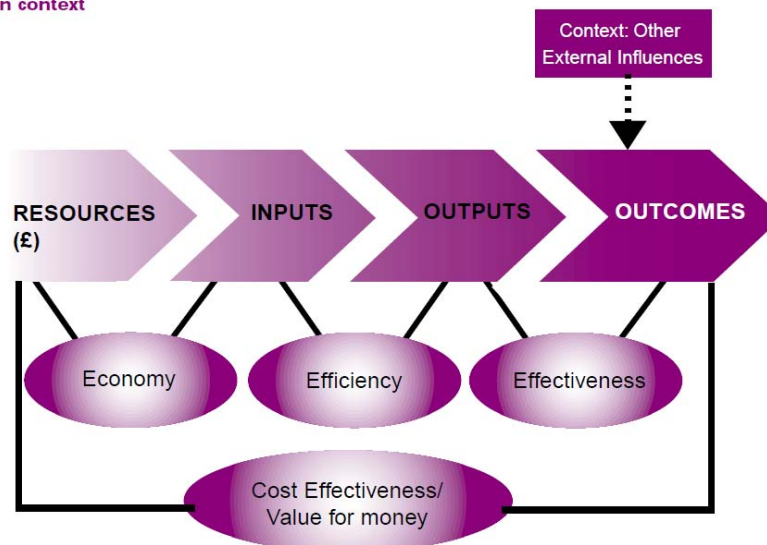 n context
Context: Other
External Influences
RESOURCES
(£)
INPUTS
OUTPUTS
OUTCOMES
Economy
Efficiency
Effectiveness
Cost Effectiveness/
Value for money